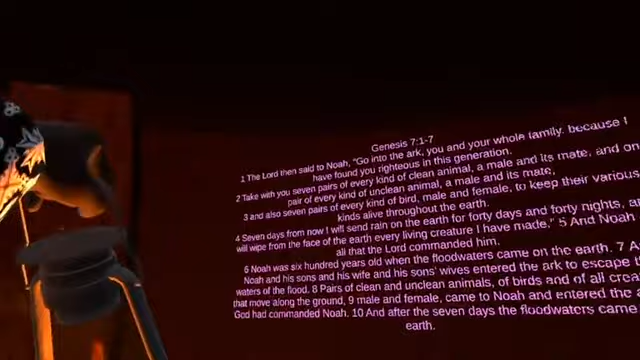 Genesis 7:1-7
1 The Lord then said to Noah, "Go into the ark, you and your whole family, because I
have found you righteous in this generation.
2 Take with you seven pairs of every kind of clean animal, a male and its mate, and on
pair of every kind of unclean animal, a male and its mate,
3 and also seven pairs of every kind of bird, male and female, to keep their various
kinds alive throughout the earth.
4 Seven days from now I will send rain on the earth for forty days and forty nights, a
will wipe from the face of the earth every living creature I have made." 5 And Noah
all that the Lord commanded him.
6 Noah was six hundred years old when the floodwaters came on the earth. 7 A
Noah and his sons and his wife and his sons' wives entered the ark to escape t
waters of the flood. 8 Pairs of clean and unclean animals, of birds and of all crea
that move along the ground, 9 male and female, came to Noah and entered the a
God had commanded Noah. 10 And after the seven days the floodwaters came
earth.